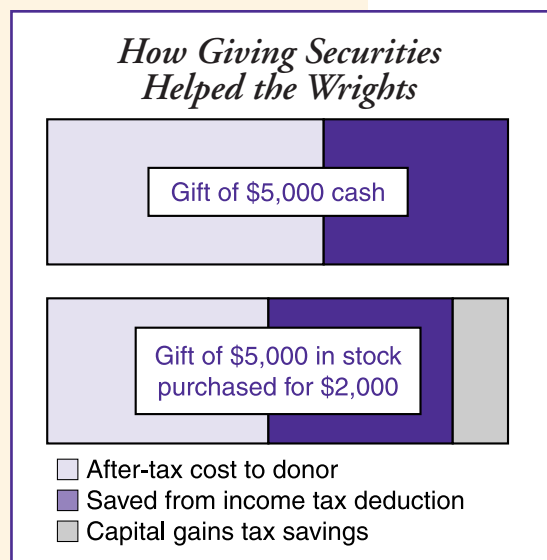 How Giving Securities
Helped the Wrights
Gift of $5,000 cash
Gift of $5,000 in stock
purchased for $2,000
After-tax cost to donor
Saved from income tax deduction
Capital gains tax savings